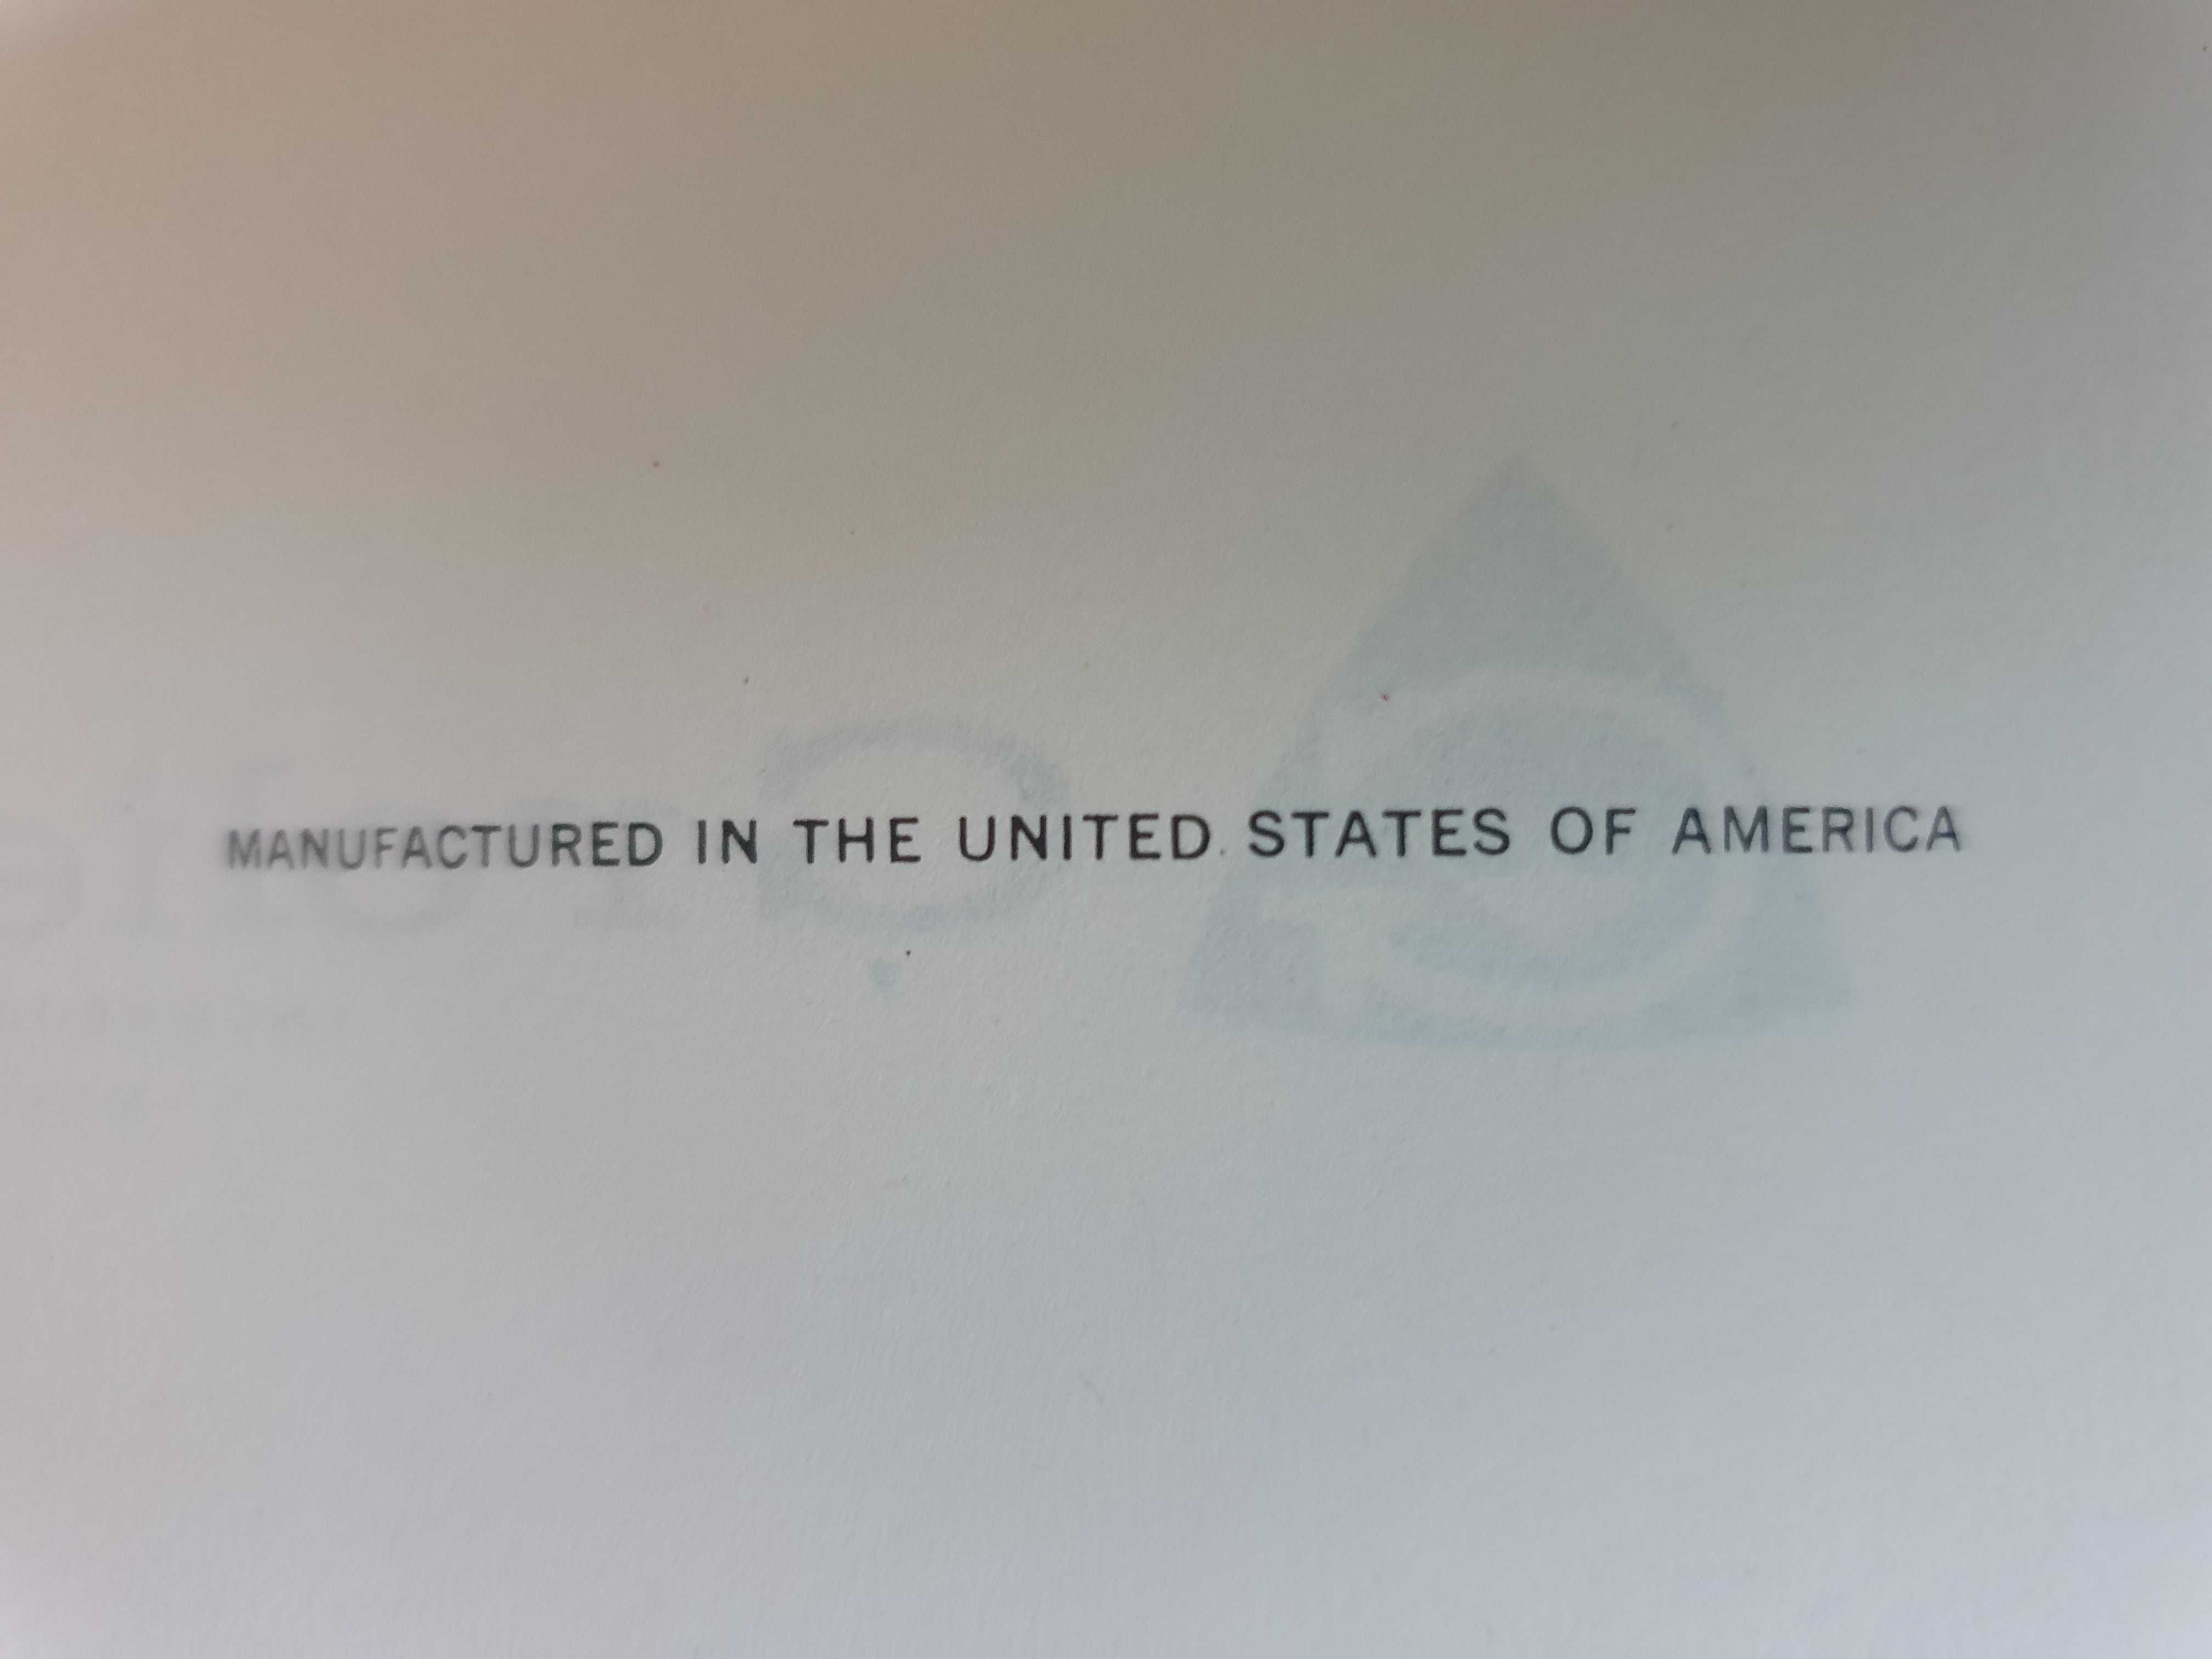 MANUFACTURED IN THE UNITED STATES OF AMERICA